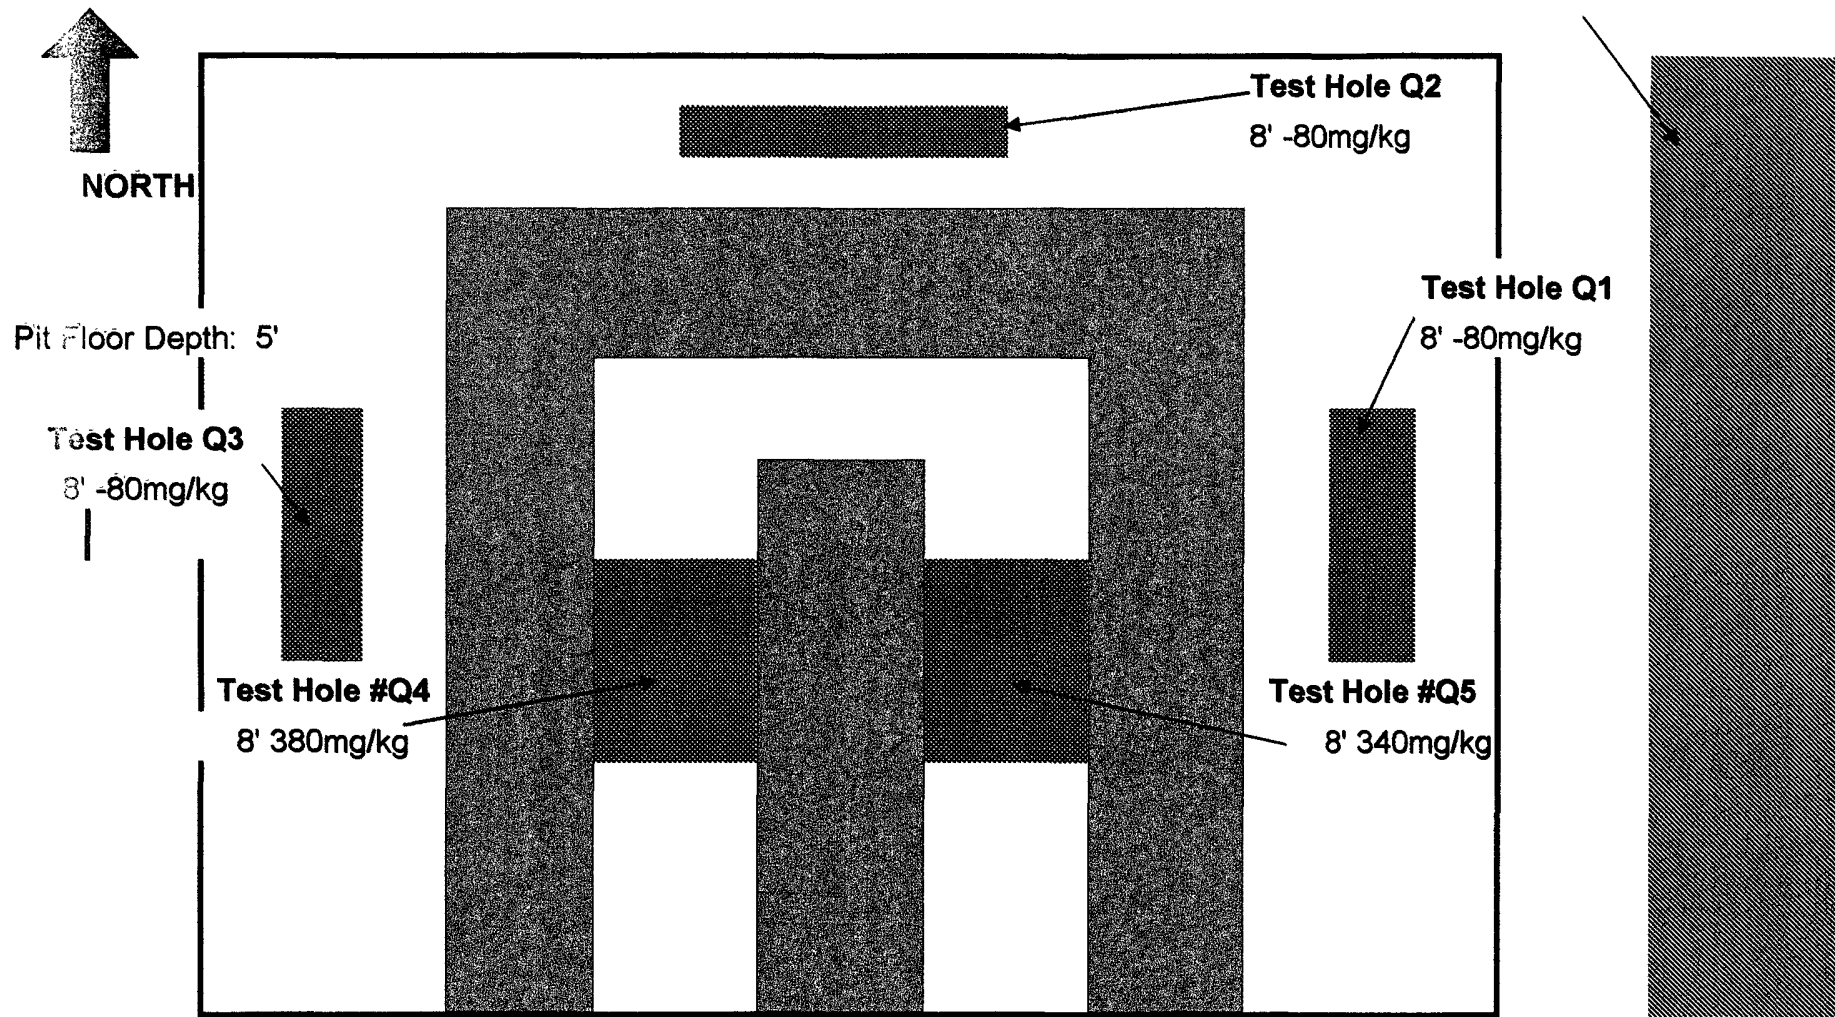 Test Hole Q2
8' -80mg/kg
NORTH
Test Hole Q1
8' -80mg/kg
Pit Floor Depth: 5'
Test Hole Q3
8' -80mg/kg
Test Hole #Q4
8' 380mg/kg
Test Hole #Q5
8' 340mg/kg